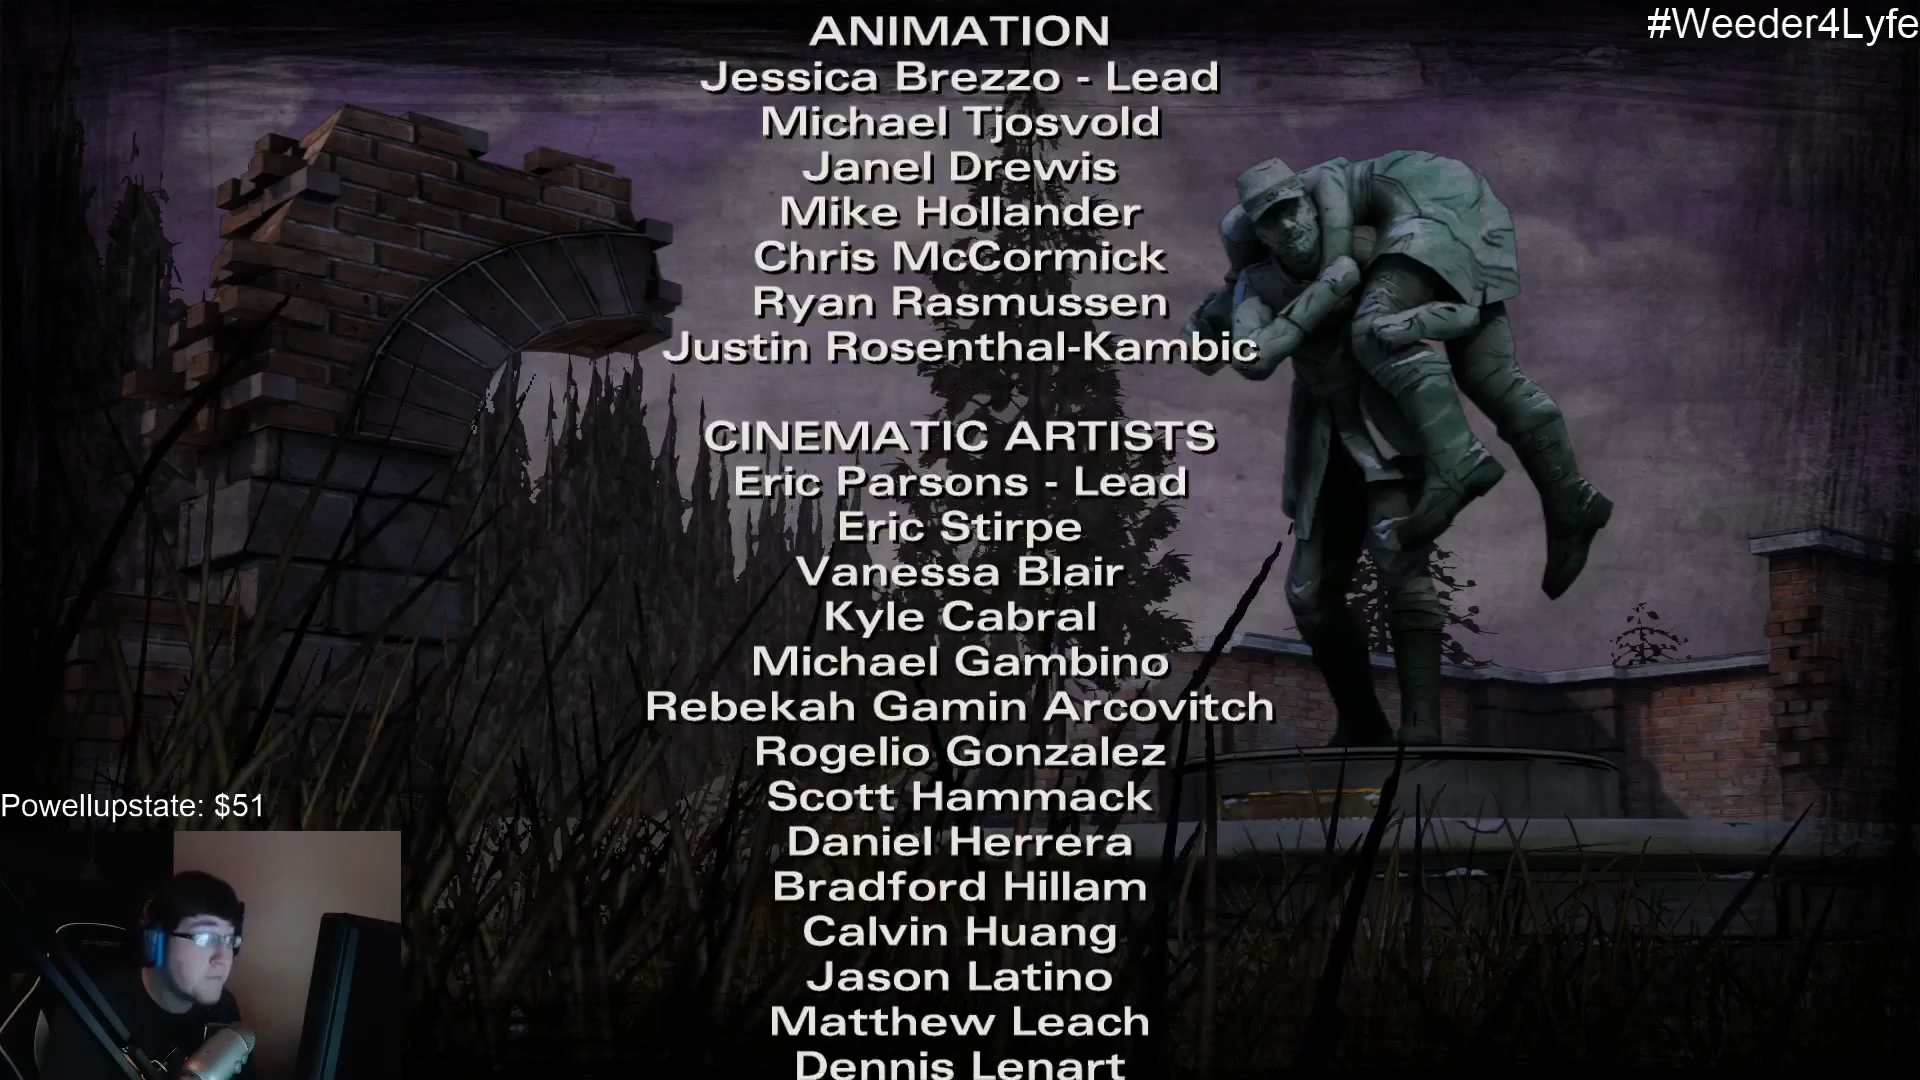 #Weeder4Lyfe
ANIMATION
Jessica Brezzo - Lead
Michael Tjosvold
Janel Drewis
Mike Hollander
Chris McCormick
Ryan Rasmussen
Justin Rosenthal-Kambic
CINEMATIC ARTISTS
Eric Parsons - Lead
Eric Stirpe
Vanessa Blair
Kyle Cabral
Michael Gambino
Rebekah Gamin Arcovitch
Rogelio Gonzalez
Scott Hammack
Daniel Herrera
Bradford Hillam
Calvin Huang
Jason Latino
Matthew Leach
Dennis Lenart
Powellupstate: $51